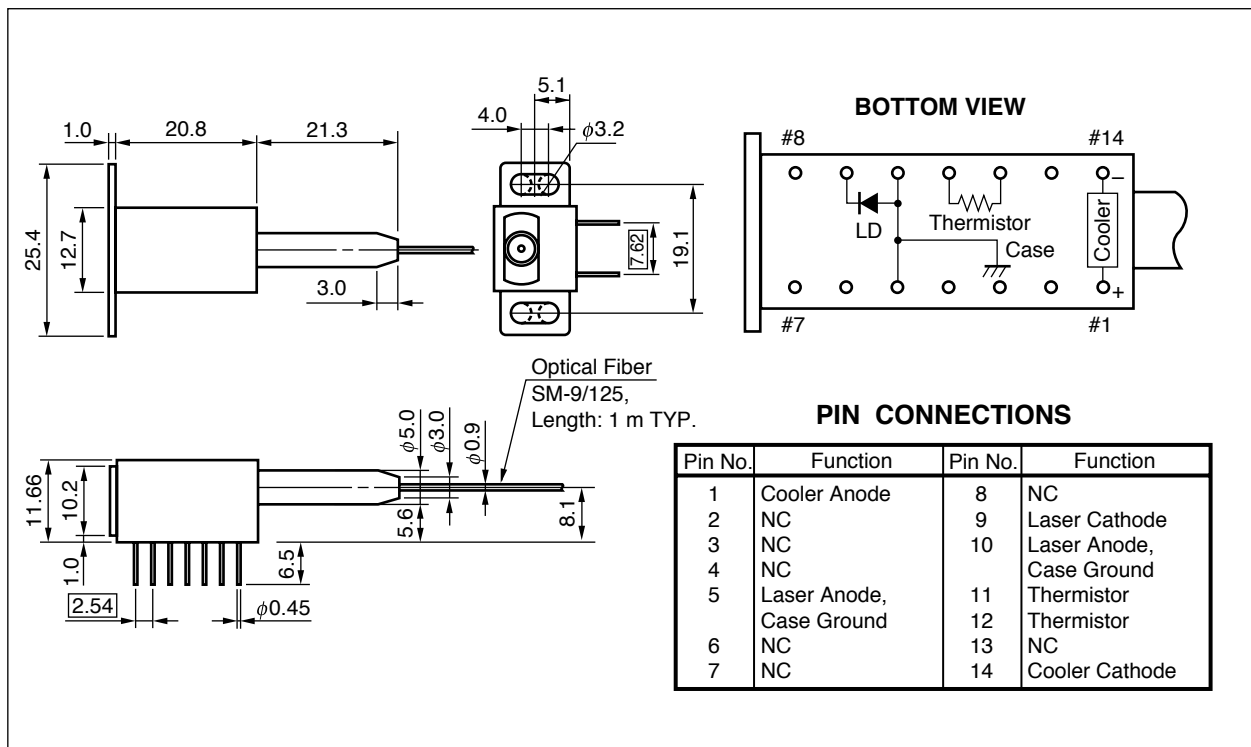 1.0
20.8
21.3
25.4
12.7
3.0
5.1
4.0
φ3.2
7.62
19.1
BOTTOM VIEW
#8
#14
LD
Thermistor
Case
Cooler
−
+
#7
#1
Optical Fiber
SM-9/125,
Length: 1 m TYP.
11.66
10.2
1.0
2.54
φ0.45
6.5
φ5.0
φ3.0
φ0.9
5.6
8.1
PIN CONNECTIONS
Pin No. Function Pin No. Function
1 Cooler Anode 8 NC
2 NC 9 Laser Cathode
3 NC 10 Laser Anode,
4 NC Case Ground
5 Laser Anode, 11 Thermistor
Case Ground 12 Thermistor
6 NC 13 NC
7 NC 14 Cooler Cathode